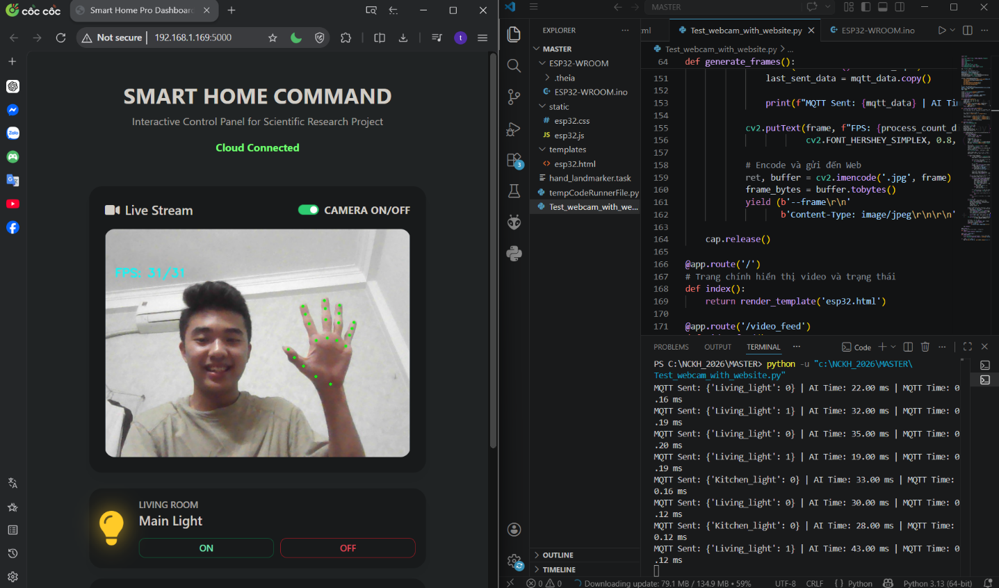 cốc cốc
Smart Home Pro Dashboard
Not secure
192.168.1.169:5000
t
SMART HOME COMMAND
Interactive Control Panel for Scientific Research Project
Cloud Connected
Live Stream
CAMERA ON/OFF
FPS: 31/31
LIVING ROOM
Main Light
ON
OFF
MASTER
EXPLORER
MASTER
ESP32-WROOM
.theia
ESP32-WROOM.ino
static
esp32.css
JS esp32.js
templates
esp32.html
hand_landmarker.task
tempCodeRunnerFile.py
Test_webcam_with_we...
OUTLINE
TIMELINE
3
Zalo
Test_webcam_with_website.py
ESP32-WROOM.ino
Test_webcam_with_website.py > ...
64 def generate_frames():
151 last_sent_data = mqtt_data.copy()
152
153 print(f"MQTT Sent: {mqtt_data} | AI Tim
154
155 cv2.putText(frame, f"FPS: {process_count_d
156 cv2.FONT_HERSHEY_SIMPLEX, 0.8,
157
158 # Encode và gửi đến Web
159 ret, buffer = cv2.imencode('.jpg', frame)
160 frame_bytes = buffer.tobytes()
161 yield (b'--frame\r\n'
162 b'Content-Type: image/jpeg\r\n\r\n'
163
164 cap.release()
165
166 @app.route('/')
167 # Trang chính hiển thị video và trạng thái
168 def index():
169 return render_template('esp32.html')
170
171 @app.route('/video_feed')
PROBLEMS
OUTPUT
TERMINAL
Code
PS C:\NCKH_2026\MASTER> python -u "c:\NCKH_2026\MASTER\
Test_webcam_with_website.py"
MQTT Sent: {'Living_light': 0} | AI Time: 22.00 ms | MQTT Time: 0
.16 ms
MQTT Sent: {'Living_light': 1} | AI Time: 32.00 ms | MQTT Time: 0
.19 ms
MQTT Sent: {'Living_light': 0} | AI Time: 35.00 ms | MQTT Time: 0
.20 ms
MQTT Sent: {'Living_light': 1} | AI Time: 19.00 ms | MQTT Time: 0
.19 ms
MQTT Sent: {'Kitchen_light': 0} | AI Time: 33.00 ms | MQTT Time:
0.16 ms
MQTT Sent: {'Living_light': 0} | AI Time: 30.00 ms | MQTT Time: 0
.12 ms
MQTT Sent: {'Kitchen_light': 0} | AI Time: 28.00 ms | MQTT Time:
0.12 ms
MQTT Sent: {'Living_light': 1} | AI Time: 43.00 ms | MQTT Time: 0
.12 ms
0 0 Downloading update: 79.1 MB / 134.9 MB • 59% UTF-8 CRLF { } Python Python 3.13 (64-bit)